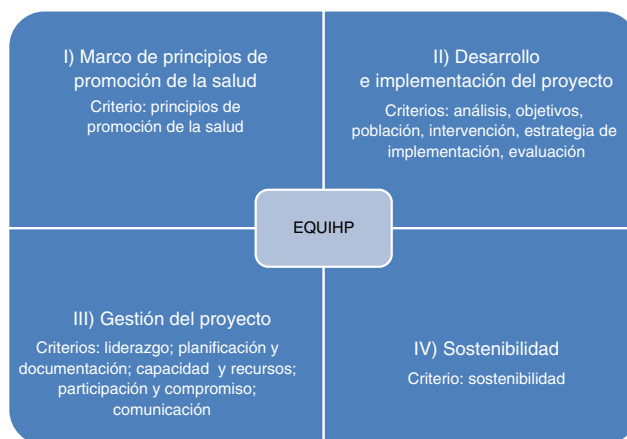 I) Marco de principios de
promoción de la salud
Criterio: principios de
promoción de la salud
II) Desarrollo
e implementación del proyecto
Criterios: análisis, objetivos,
población, intervención, estrategia de
implementación, evaluación
EQUIHP
III) Gestión del proyecto
Criterios: liderazgo; planificación y
documentación; capacidad y recursos;
participación y compromiso;
comunicación
IV) Sostenibilidad
Criterio: sostenibilidad